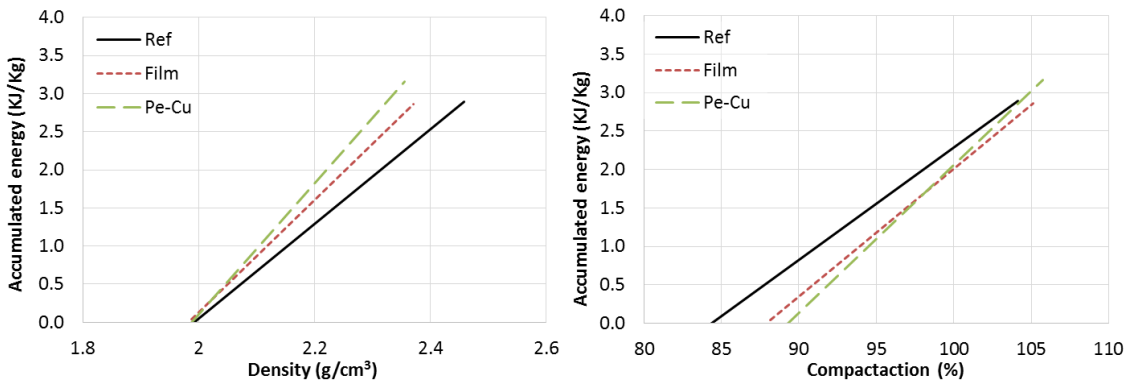 Accumulated energy (KJ/Kg)
4.0
3.5
3.0
2.5
2.0
1.5
1.0
0.5
0.0
Ref
Film
Pe-Cu
1.8 2 2.2 2.4 2.6
Density (g/cm³)
Accumulated energy (KJ/Kg)
4.0
3.5
3.0
2.5
2.0
1.5
1.0
0.5
0.0
Ref
Film
Pe-Cu
80 85 90 95 100 105 110
Compactaction (%)